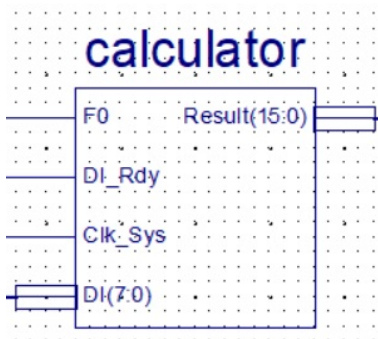 calculator
F0 Result(15:0)
DI_Rdy
Clk_Sys
DI(7:0)